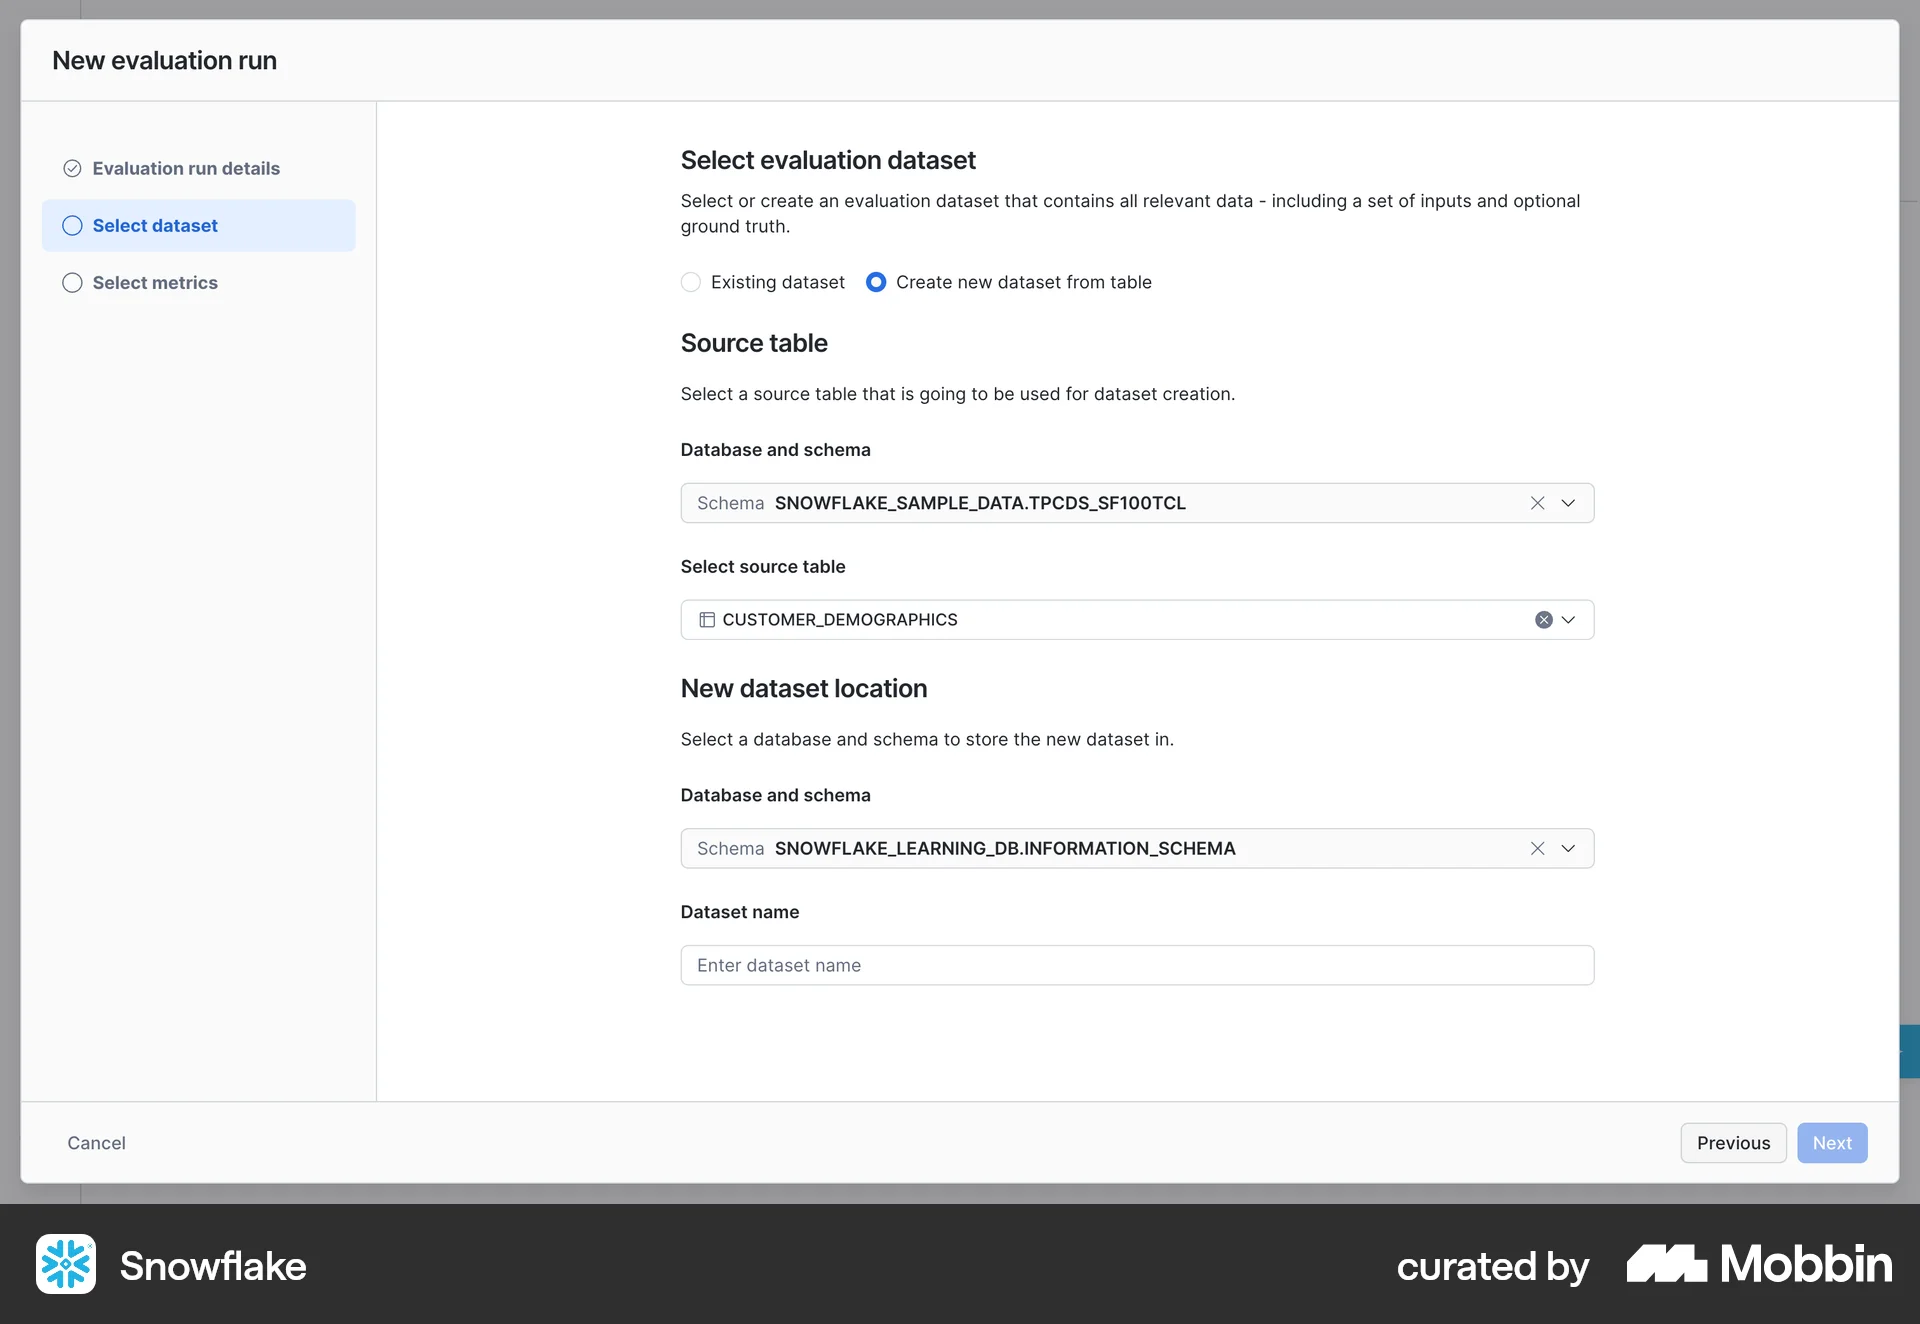 New evaluation run
Evaluation run details
Select dataset
Select metrics
Select evaluation dataset
Select or create an evaluation dataset that contains all relevant data - including a set of inputs and optional
ground truth.
Existing dataset
Create new dataset from table
Source table
Select a source table that is going to be used for dataset creation.
Database and schema
Schema SNOWFLAKE_SAMPLE_DATA.TPCDS_SF100TCL
Select source table
CUSTOMER_DEMOGRAPHICS
New dataset location
Select a database and schema to store the new dataset in.
Database and schema
Schema SNOWFLAKE_LEARNING_DB.INFORMATION_SCHEMA
Dataset name
Enter dataset name
Cancel
Previous
Next
Snowflake
curated by
Mobbin